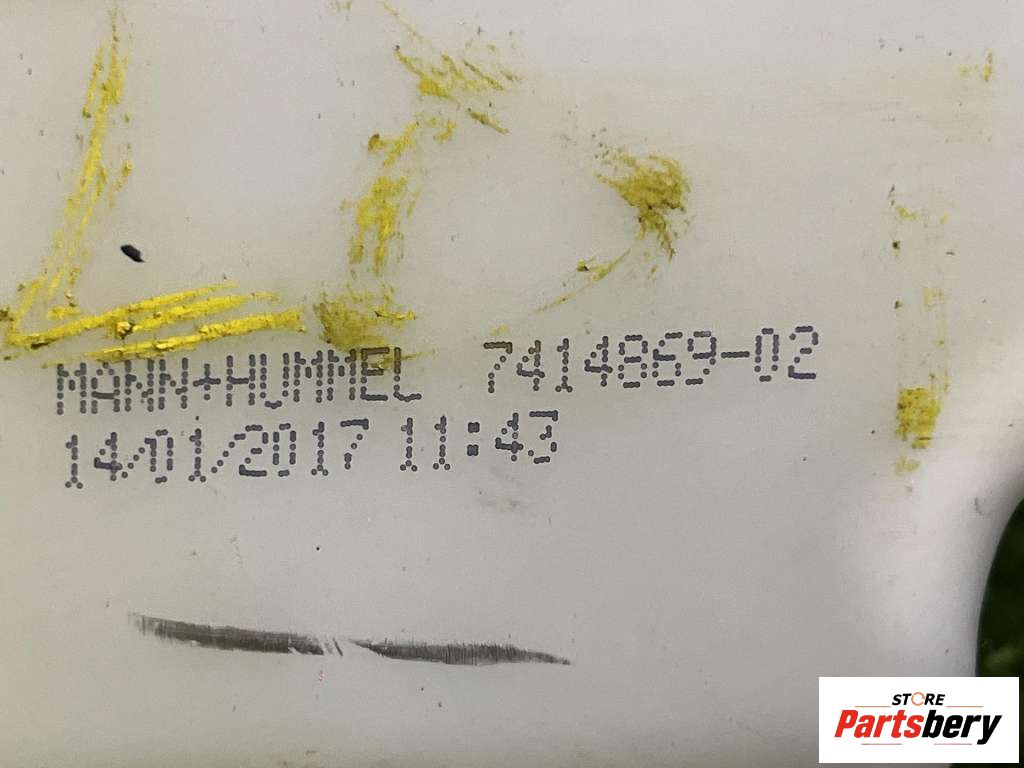 MANN+HUMMEL 7414869-02
14/01/2017 11:43
STORE
Partsbery